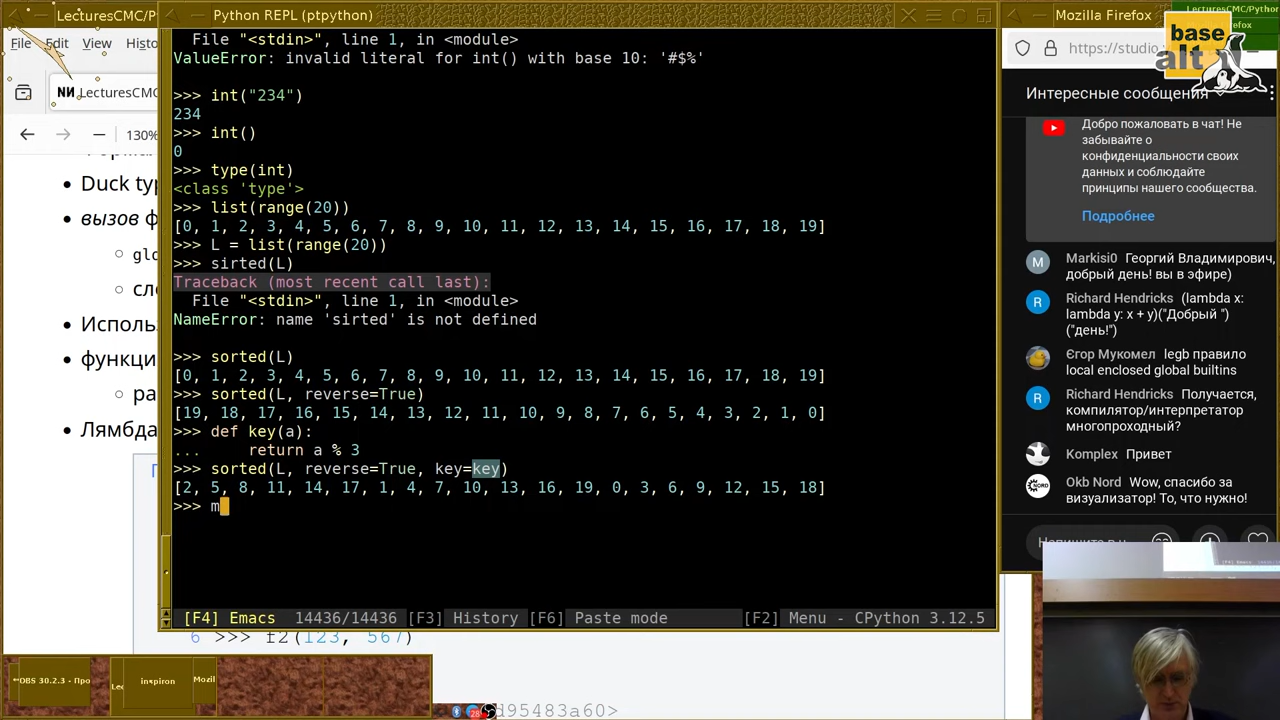 LecturesCMC/P
Python REPL (ptpython)
Mozilla Firefox
LecturesCMC/Python
File Edit View Histo
LecturesCMC
130%
https://studio
base
alt
Duck typ
вызов ф
glo
сле
Использ
функци
ра
Лямбда
File "<stdin>", line 1, in <module>
ValueError: invalid literal for int() with base 10: '#$%'
>>> int("234")
234
>>> int()
0
>>> type(int)
<class 'type'>
>>> list(range(20))
[0, 1, 2, 3, 4, 5, 6, 7, 8, 9, 10, 11, 12, 13, 14, 15, 16, 17, 18, 19]
>>> L = list(range(20))
>>> sirted(L)
Traceback (most recent call last):
File "<stdin>", line 1, in <module>
NameError: name 'sirted' is not defined
>>> sorted(L)
[0, 1, 2, 3, 4, 5, 6, 7, 8, 9, 10, 11, 12, 13, 14, 15, 16, 17, 18, 19]
>>> sorted(L, reverse=True)
[19, 18, 17, 16, 15, 14, 13, 12, 11, 10, 9, 8, 7, 6, 5, 4, 3, 2, 1, 0]
>>> def key(a):
... return a % 3
>>> sorted(L, reverse=True, key=key)
[2, 5, 8, 11, 14, 17, 1, 4, 7, 10, 13, 16, 19, 0, 3, 6, 9, 12, 15, 18]
>>> m
[F4] Emacs 14436/14436 [F3] History [F6] Paste mode [F2] Menu - CPython 3.12.5
6 >>> f2(123, 567)
d95483a60>
Интересные сообщения
Добро пожаловать в чат! Не
забывайте о
конфиденциальности своих
данных и соблюдайте
принципы нашего сообщества.
Подробнее
Markisi0 Георгий Владимирович,
добрый день! вы в эфире)
Richard Hendricks (lambda x:
lambda y: x + y)("Добрый ")
("день!")
Єгор Мукомел legb правило
local enclosed global builtins
Richard Hendricks Получается,
компилятор/интерпретатор
многопроходный?
Komplex Привет
Okb Nord Wow, спасибо за
визуализатор! То, что нужно!
OBS 30.2.3 - Про
Lec
inspiron
Mozil